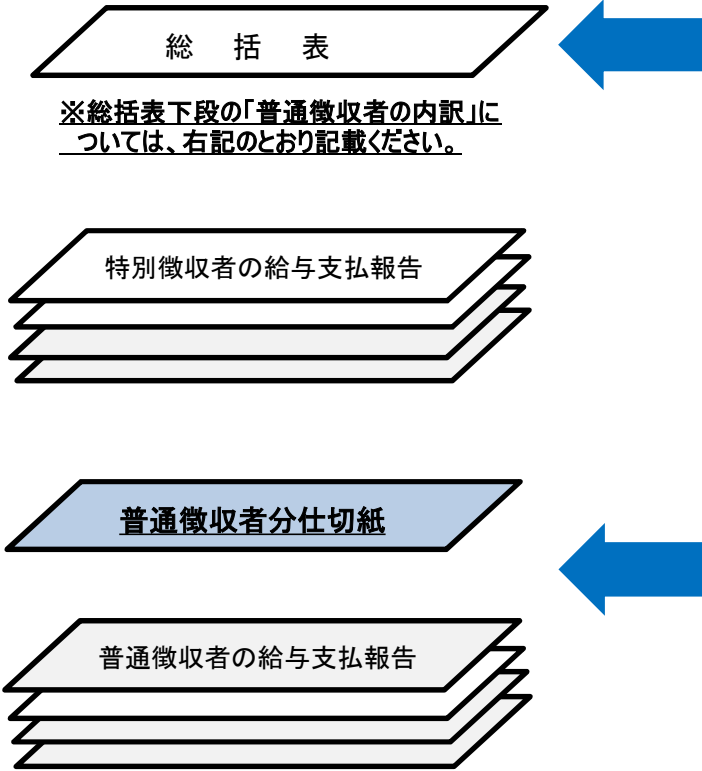 総　括　表
※総括表下段の「普通徴収者の内訳」に
ついては、右記のとおり記載ください。
特別徴収者の給与支払報告
普通徴収者分仕切紙
普通徴収者の給与支払報告